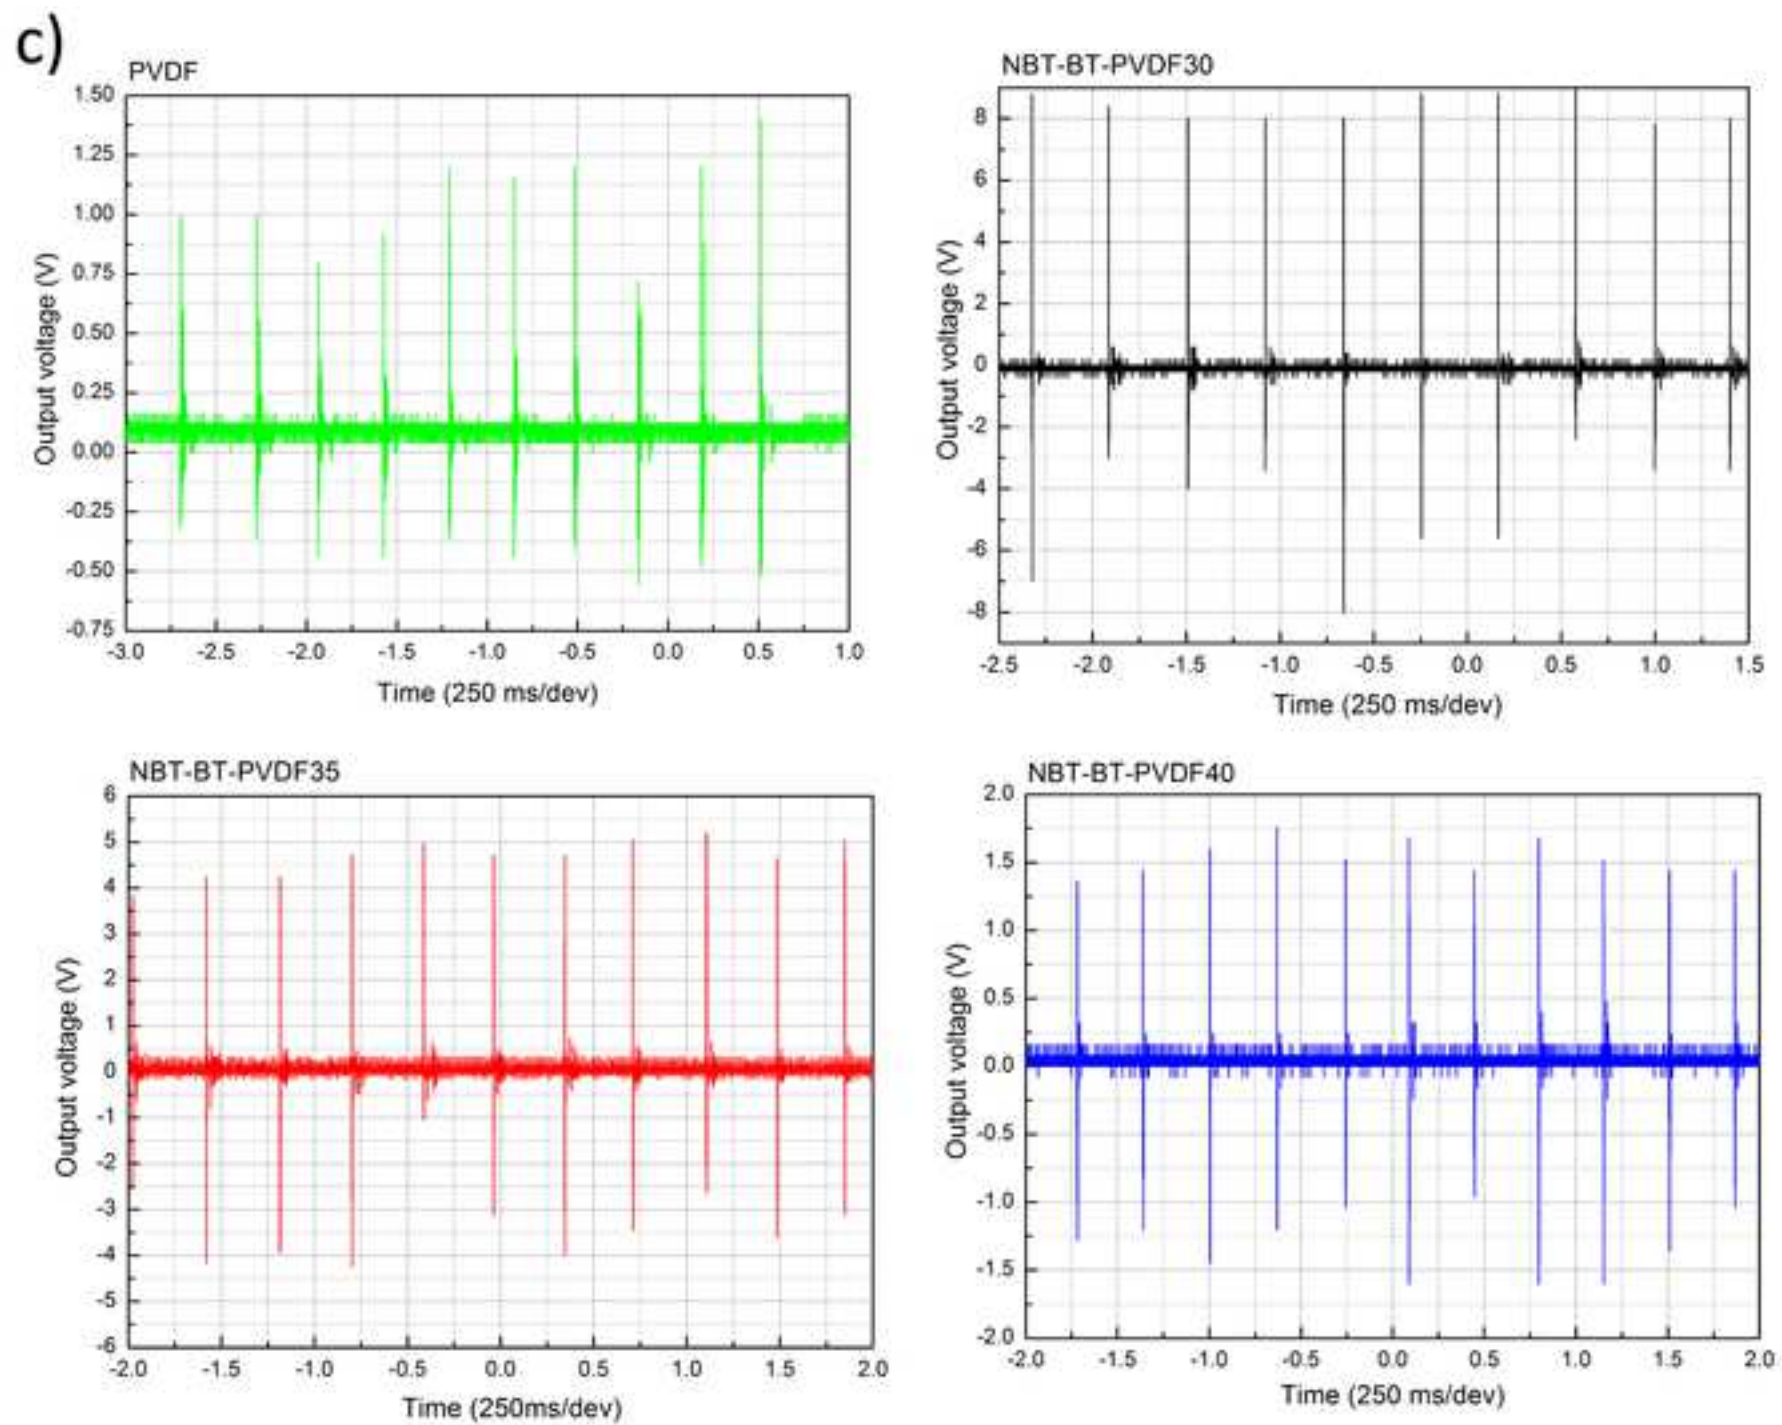 c)
PVDF
1.50
1.25
1.00
0.75
0.50
0.25
0.00
-0.25
-0.50
-0.75
Output voltage (V)
-3.0 -2.5 -2.0 -1.5 -1.0 -0.5 0.0 0.5 1.0
Time (250 ms/dev)
NBT-BT-PVDF30
8
6
4
2
0
-2
-4
-6
-8
Output voltage (V)
-2.5 -2.0 -1.5 -1.0 -0.5 0.0 0.5 1.0 1.5
Time (250 ms/dev)
NBT-BT-PVDF35
6
5
4
3
2
1
0
-1
-2
-3
-4
-5
-6
Output voltage (V)
-2.0 -1.5 -1.0 -0.5 0.0 0.5 1.0 1.5 2.0
Time (250ms/dev)
NBT-BT-PVDF40
2.0
1.5
1.0
0.5
0.0
-0.5
-1.0
-1.5
-2.0
Output voltage (V)
-2.0 -1.5 -1.0 -0.5 0.0 0.5 1.0 1.5 2.0
Time (250 ms/dev)